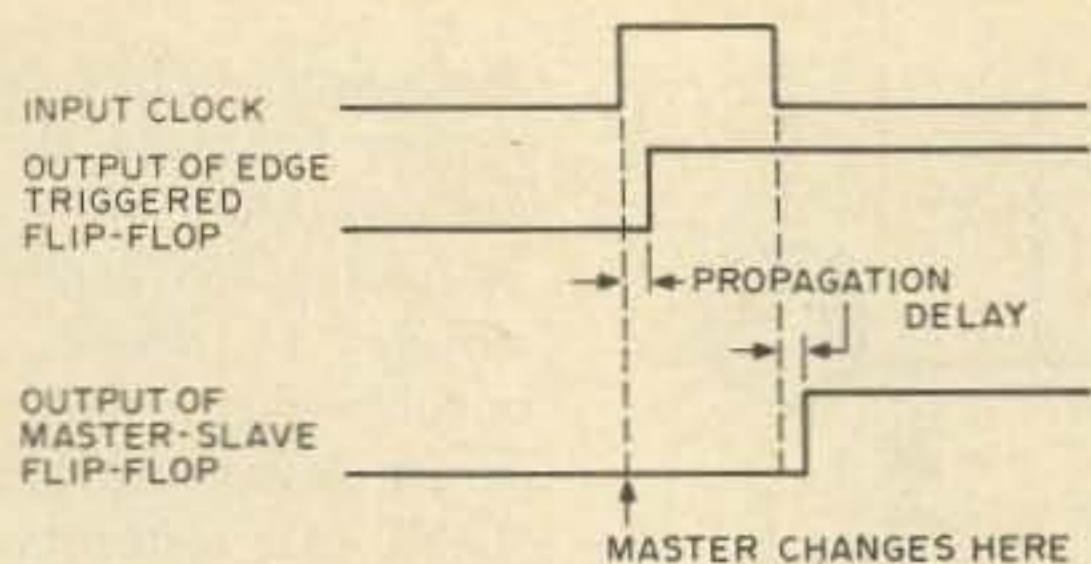 INPUT CLOCK
OUTPUT OF EDGE
TRIGGERED
FLIP-FLOP
PROPAGATION
DELAY
OUTPUT OF
MASTER-SLAVE
FLIP-FLOP
MASTER CHANGES HERE